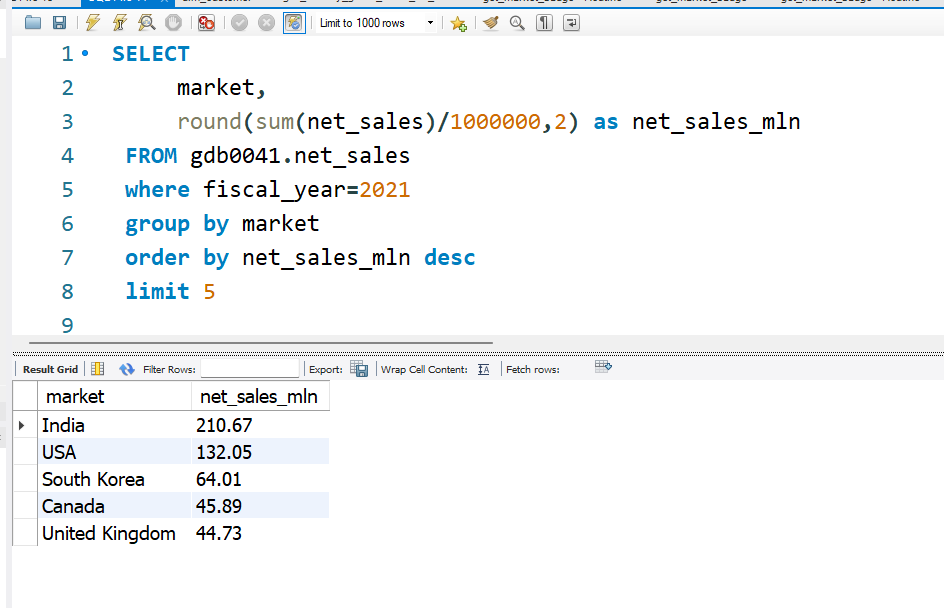 Limit to 1000 rows
1 SELECT
2 market,
3 round(sum(net_sales)/1000000,2) as net_sales_mln
4 FROM gdb0041.net_sales
5 where fiscal_year=2021
6 group by market
7 order by net_sales_mln desc
8 limit 5
9
Result Grid Filter Rows: Export: Wrap Cell Content: Fetch rows:
market net_sales_mln
India 210.67
USA 132.05
South Korea 64.01
Canada 45.89
United Kingdom 44.73